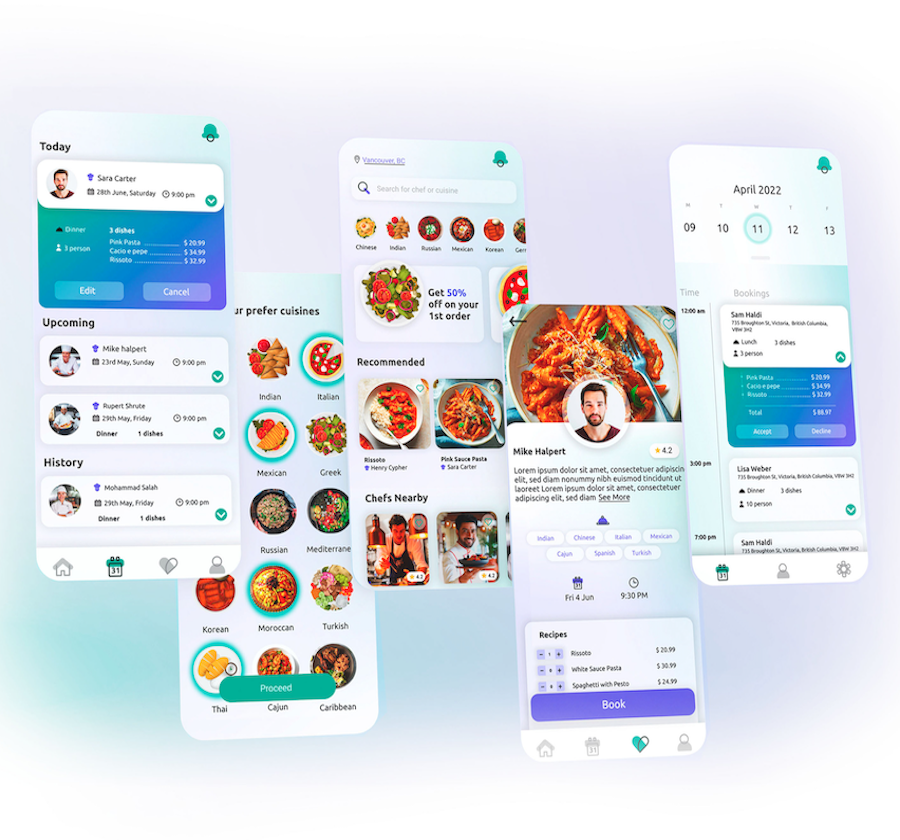 Today
Sara Carter
28th June, Saturday 9:00 pm
Dinner 3 dishes
3 person
Pink Pasta $ 20.99
Cacio e pepe $ 34.99
Rissoto $ 32.99
Edit Cancel
Upcoming
Mike halpert
23rd May, Sunday 9:00 pm
Rupert Shrute
29th May, Friday 9:00 pm
Dinner 1 dishes
History
Mohammad Salah
29th May, Friday 9:00 pm
Dinner 1 dishes
31
ur prefer cuisines
Indian Italian
Mexican Greek
Russian Mediterrane
Korean Moroccan Turkish
Thai Cajun Caribbean
Proceed
Vancouver, BC
Search for chef or cuisine
Chinese Indian Russian Mexican Korean Ger
Get 50%
off on your
1st order
Recommended
Rissoto
Henry Cypher
Pink Sauce Pasta
Sara Carter
Chefs Nearby
4.2
Mike Halpert
4.2
Lorem ipsum dolor sit amet, consectetuer adipiscing
elit, sed diam nonummy nibh euismod tincidunt ut
laoreet Lorem ipsum dolor sit amet, consectetuer
adipiscing elit, sed diam See More
Indian Chinese Italian Mexican
Cajun Spanish Turkish
31
Fri 4 Jun 9:30 PM
Recipes
1 Rissoto $ 20.99
White Sauce Pasta $ 30.99
Spaghetti with Pesto $ 24.99
Book
31
April 2022
M T W T F
09 10 11 12 13
Time Bookings
12:00 am
Sam Haldi
735 Broughton St, Victoria, British Columbia,
VBW 3H2
Lunch 3 dishes
3 person
Pink Pasta $ 20.99
Cacio e pepe $ 34.99
Rissoto $ 32.99
Total $ 88.97
Accept Decline
3:00 pm
Lisa Weber
735 Broughton St, Victoria, British Columbia, VBW 3H2
Dinner 3 dishes
10 person
7:00 pm
Sam Haldi
735 Broughton St, Victoria, British Columbia, VBW 3H2
31